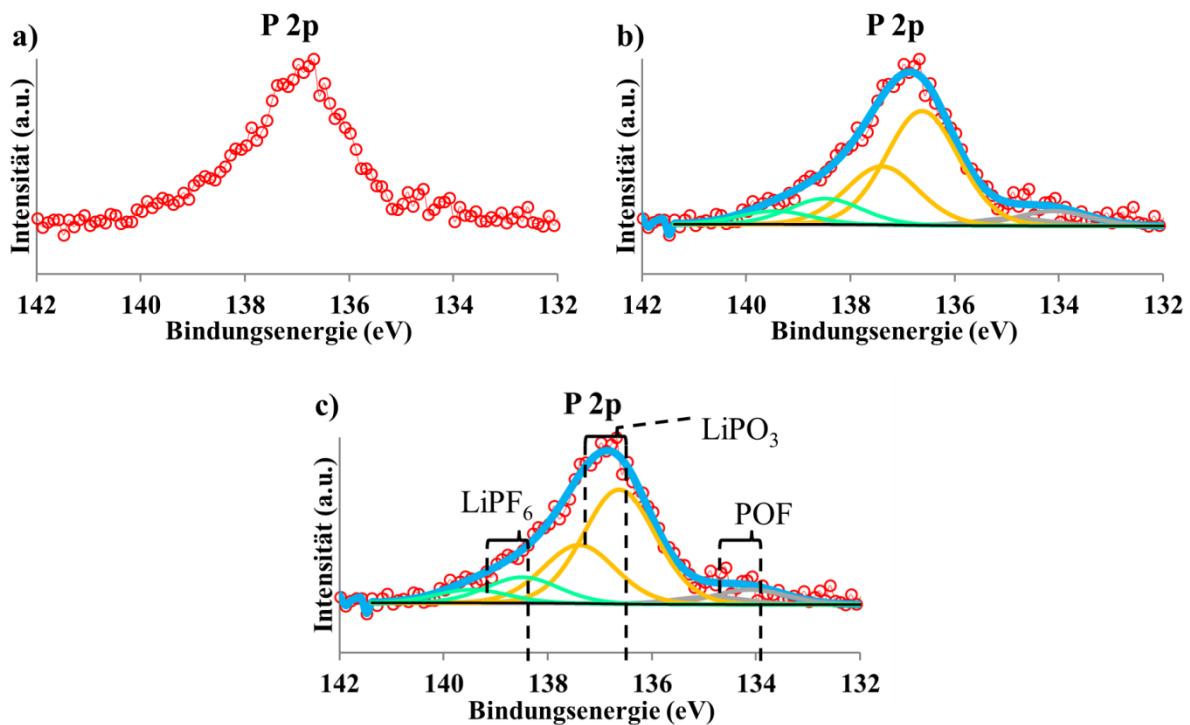 a)
P 2p
Intensität (a.u.)
142 140 138 136 134 132
Bindungsenergie (eV)
b)
P 2p
Intensität (a.u.)
142 140 138 136 134 132
Bindungsenergie (eV)
c)
P 2p
LiPO₃
LiPF₆
POF
Intensität (a.u.)
142 140 138 136 134 132
Bindungsenergie (eV)